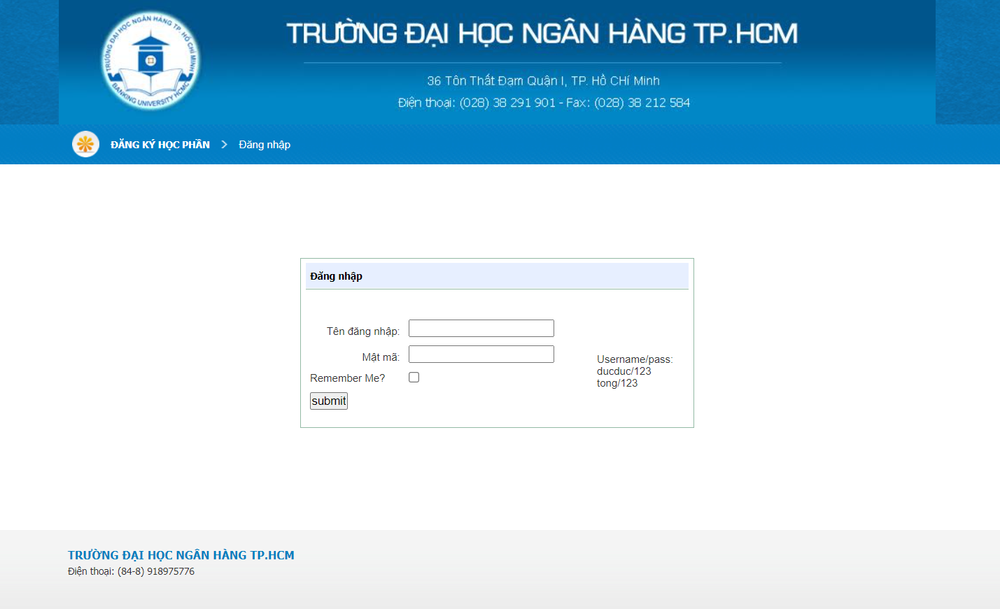 TRƯỜNG ĐẠI HỌC NGÂN HÀNG TP. HỒ CHÍ MINH
BANKING UNIVERSITY HCMC
TRƯỜNG ĐẠI HỌC NGÂN HÀNG TP.HCM
36 Tôn Thất Đạm Quận I, TP. Hồ Chí Minh
Điện thoại: (028) 38 291 901 - Fax: (028) 38 212 584
ĐĂNG KÝ HỌC PHẦN > Đăng nhập
Đăng nhập
Tên đăng nhập:
Mật mã:
Remember Me?
submit
Username/pass:
ducduc/123
tong/123
TRƯỜNG ĐẠI HỌC NGÂN HÀNG TP.HCM
Điện thoại: (84-8) 918975776